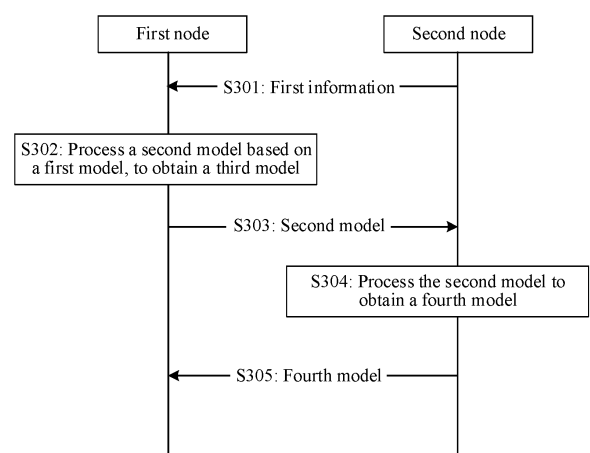 First node
Second node
S301: First information
S302: Process a second model based on
a first model, to obtain a third model
S303: Second model
S304: Process the second model to
obtain a fourth model
S305: Fourth model